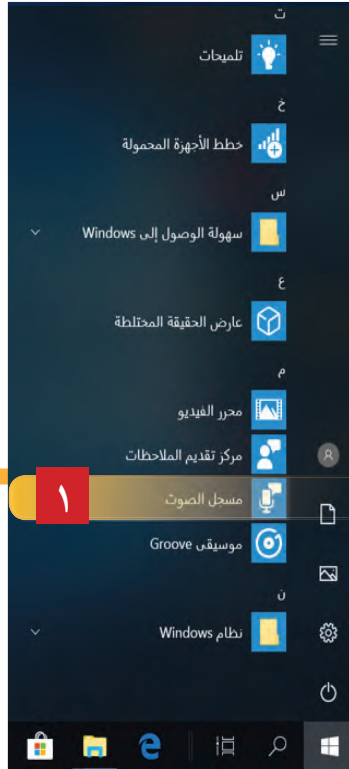 ت
تلميحات
خ
خطط الأجهزة المحمولة
س
سهولة الوصول إلى Windows
ع
عارض الحقيقة المختلطة
م
محرر الفيديو
مركز تقديم الملاحظات
١
مسجل الصوت
موسيقى Groove
ن
نظام Windows